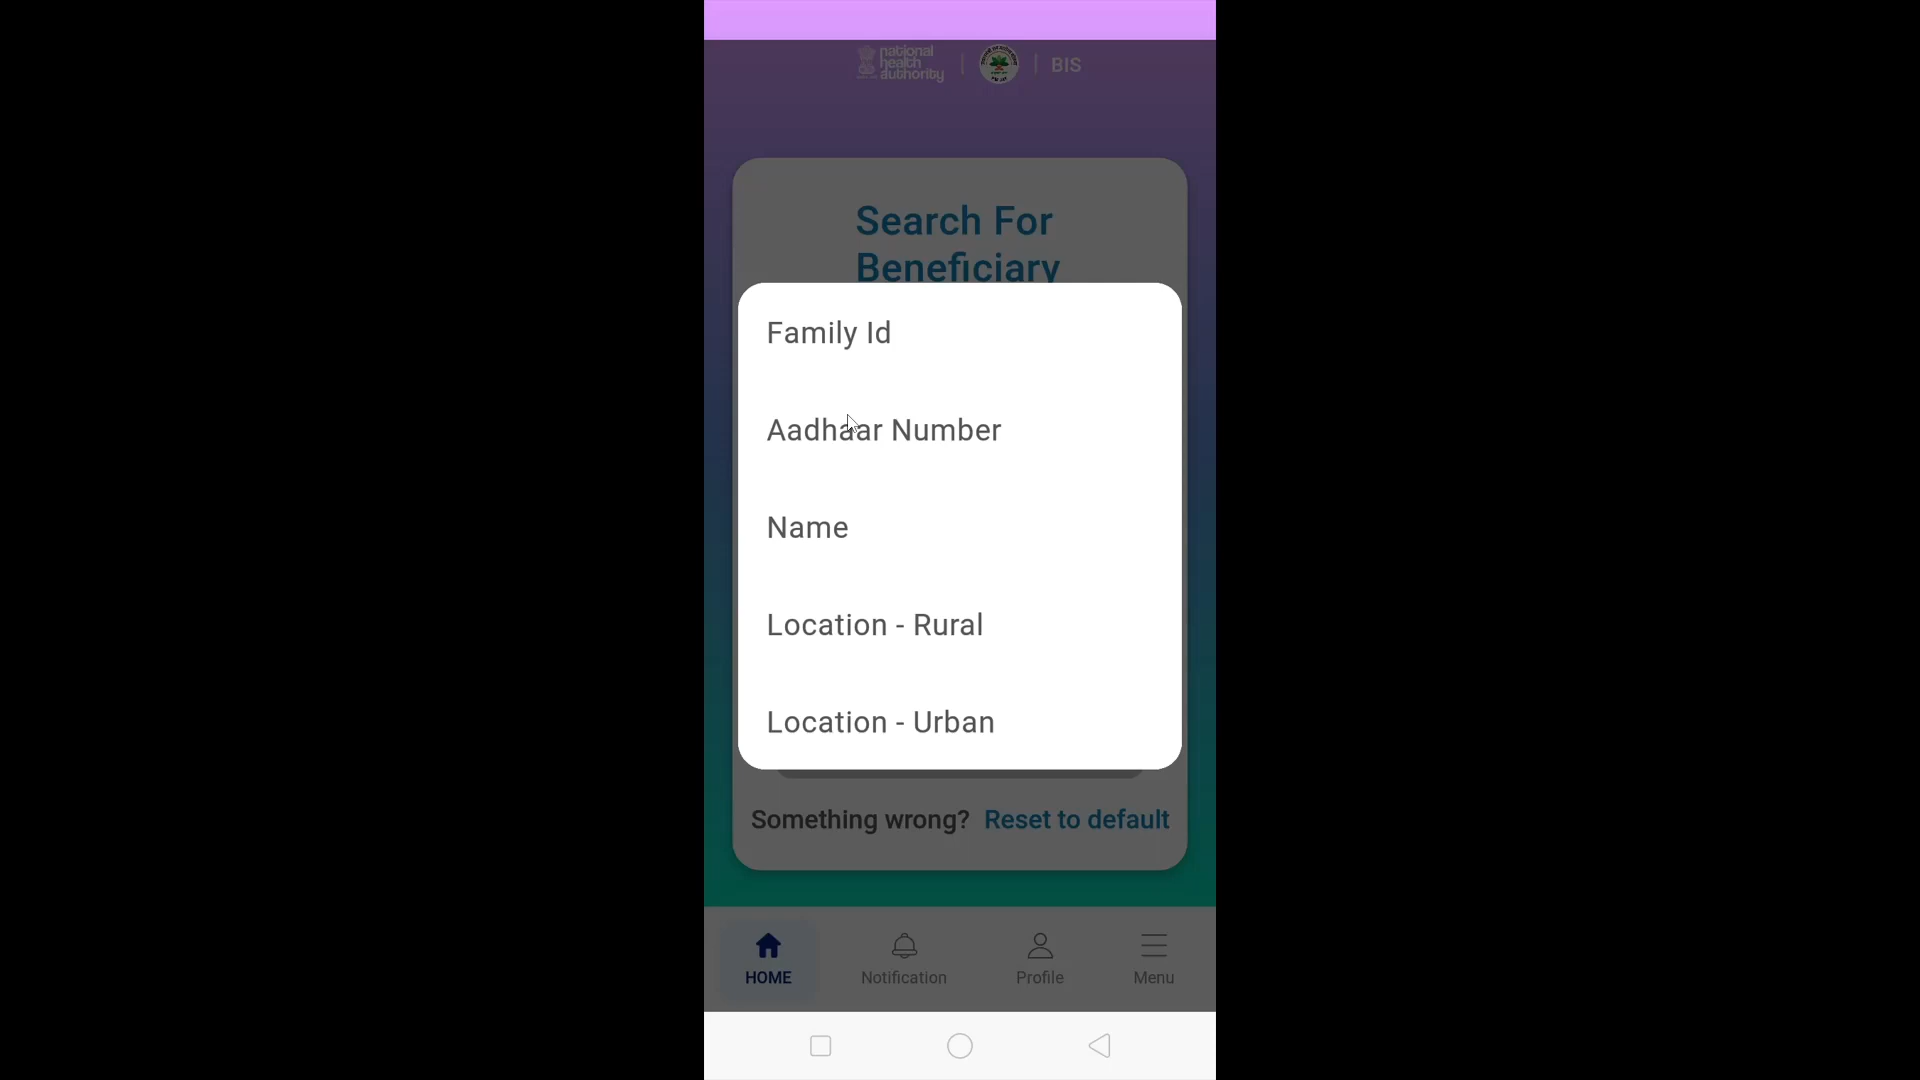 national
health
authority
BIS
Search For
Beneficiary
Family Id
Aadhaar Number
Name
Location - Rural
Location - Urban
Something wrong? Reset to default
HOME
Notification
Profile
Menu